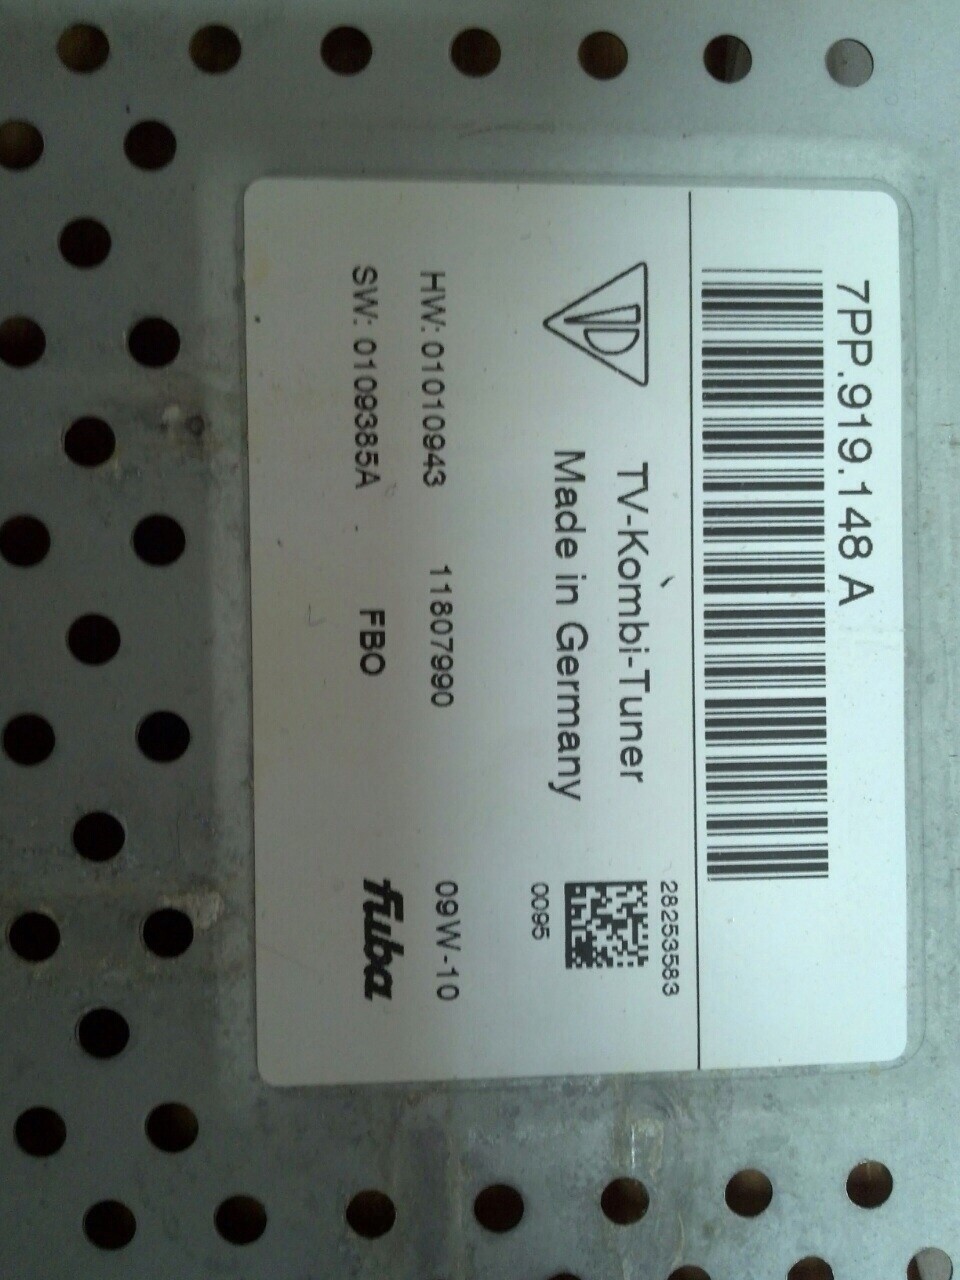 7PP.919.148 A
28253583
TV-Kombi-Tuner
Made in Germany
0095
HW: 01010943 11807990 09W-10
SW: 0109385A FBO fuba